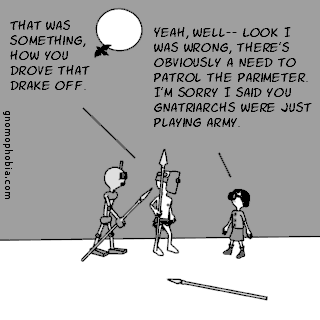 THAT WAS
SOMETHING,
HOW YOU
DROVE THAT
DRAKE OFF.
YEAH, WELL-- LOOK I
WAS WRONG, THERE'S
OBVIOUSLY A NEED TO
PATROL THE PARIMETER.
I'M SORRY I SAID YOU
GNATRIARCHS WERE JUST
PLAYING ARMY.
gnomophobia.com